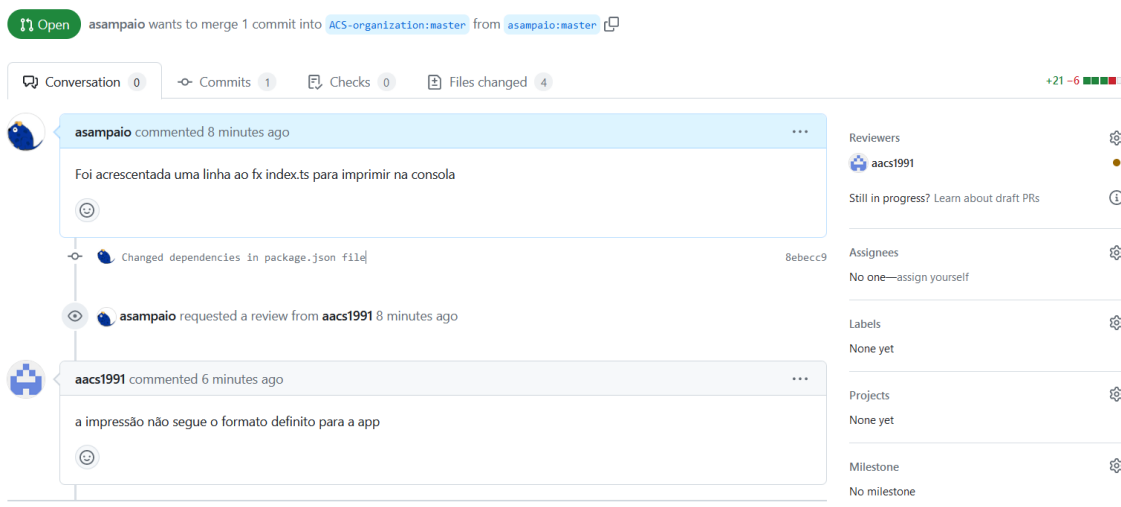 Open asampaio wants to merge 1 commit into ACS-organization:master from asampaio:master
Conversation 0 Commits 1 Checks 0 Files changed 4 +21 −6
asampaio commented 8 minutes ago
Foi acrescentada uma linha ao fx index.ts para imprimir na consola
Changed dependencies in package.json file 8ebecc9
asampaio requested a review from aacs1991 8 minutes ago
aacs1991 commented 6 minutes ago
a impressão não segue o formato definito para a app
Reviewers
aacs1991
Still in progress? Learn about draft PRs
Assignees
No one—assign yourself
Labels
None yet
Projects
None yet
Milestone
No milestone